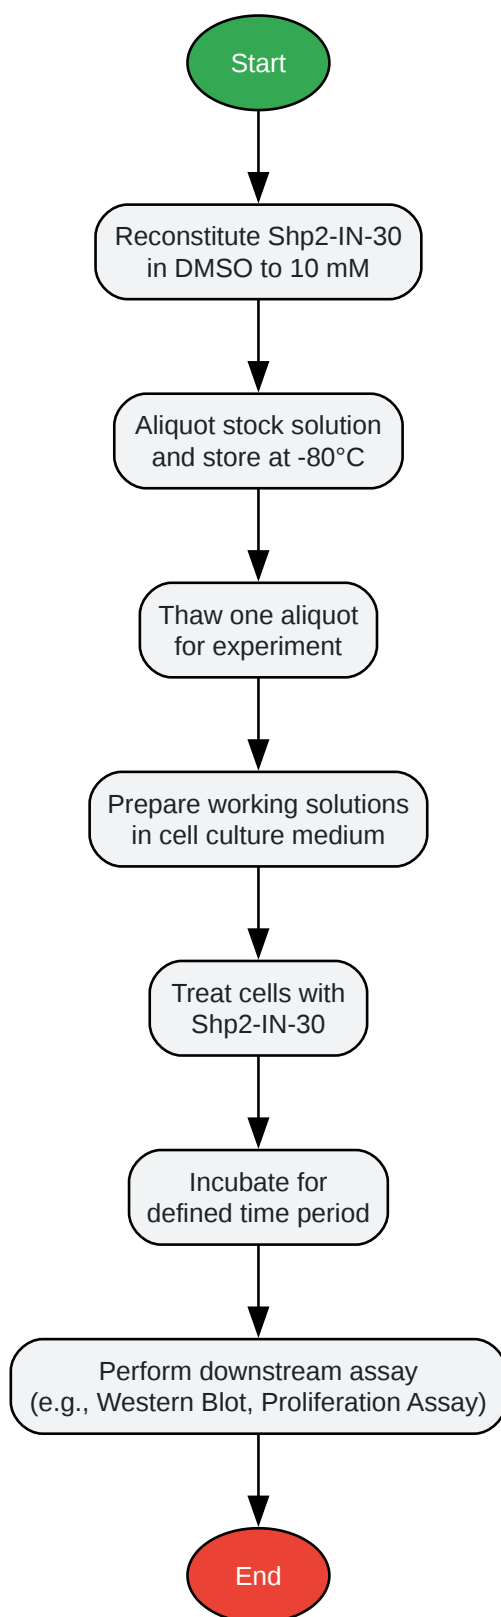 Start
Reconstitute Shp2-IN-30
in DMSO to 10 mM
Aliquot stock solution
and store at -80°C
Thaw one aliquot
for experiment
Prepare working solutions
in cell culture medium
Treat cells with
Shp2-IN-30
Incubate for
defined time period
Perform downstream assay
(e.g., Western Blot, Proliferation Assay)
End